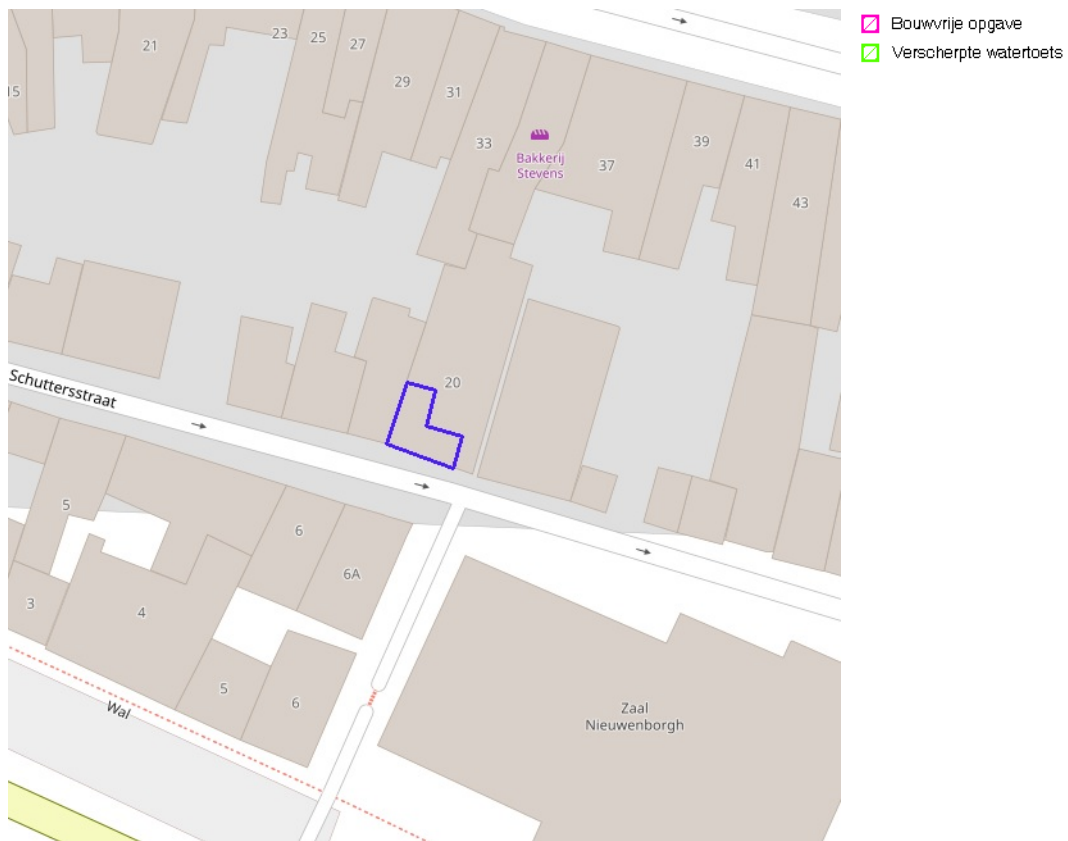 Bouwvrije opgave
Verscherpte watertoets
21
23
25
27
29
31
33
15
Bakkerij
Stevens
37
39
41
43
20
Schuttersstraat
5
6
6A
3
4
5
6
Wal
Zaal
Nieuwenborgh